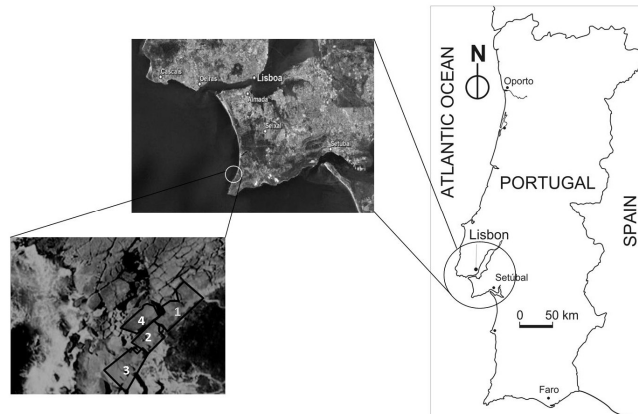 Cascais
Oeiras
Lisboa
Almada
Seixal
Setúbal
4
1
2
3
ATLANTIC OCEAN
N
Oporto
PORTUGAL
SPAIN
Lisbon
Setúbal
0 50 km
Faro